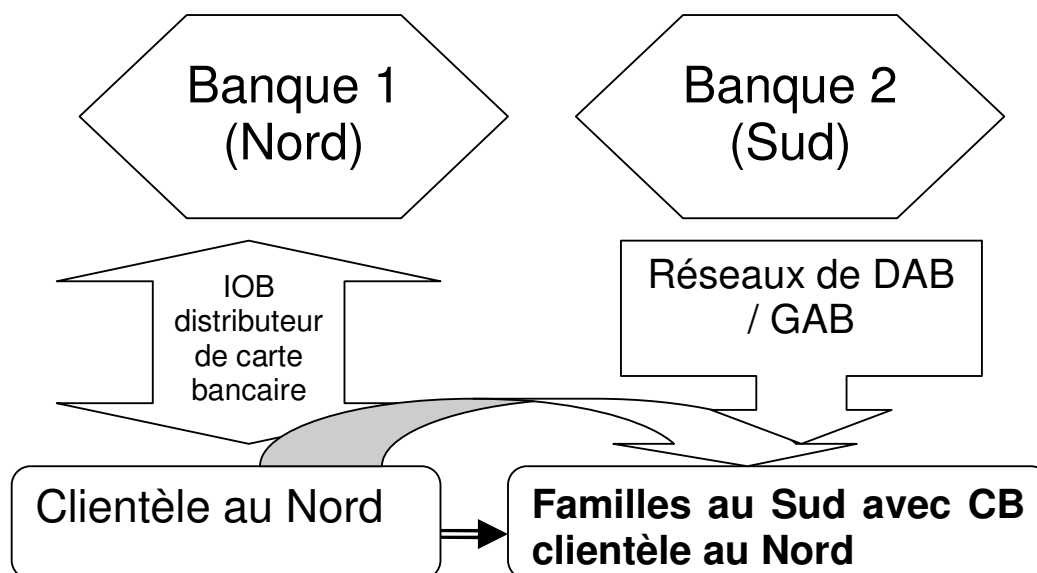 Banque 1
(Nord)
Banque 2
(Sud)
IOB
distributeur
de carte
bancaire
Réseaux de DAB
/ GAB
Clientèle au Nord
Familles au Sud avec CB
clientèle au Nord